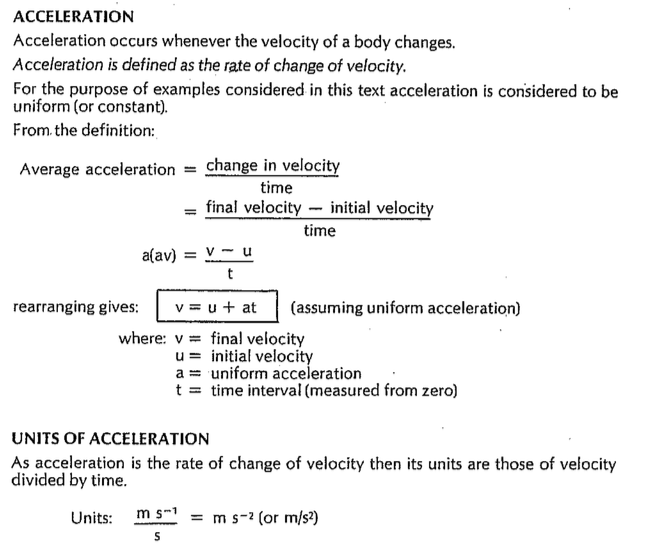 ACCELERATION
Acceleration occurs whenever the velocity of a body changes.
Acceleration is defined as the rate of change of velocity.
For the purpose of examples considered in this text acceleration is considered to be
uniform (or constant).
From the definition:
Average acceleration = change in velocity
time
= final velocity — initial velocity
time
a(av) = v — u
t
rearranging gives: v = u + at (assuming uniform acceleration)
where: v = final velocity
u = initial velocity
a = uniform acceleration
t = time interval (measured from zero)
UNITS OF ACCELERATION
As acceleration is the rate of change of velocity then its units are those of velocity
divided by time.
Units: m s⁻¹ = m s⁻² (or m/s²)
s